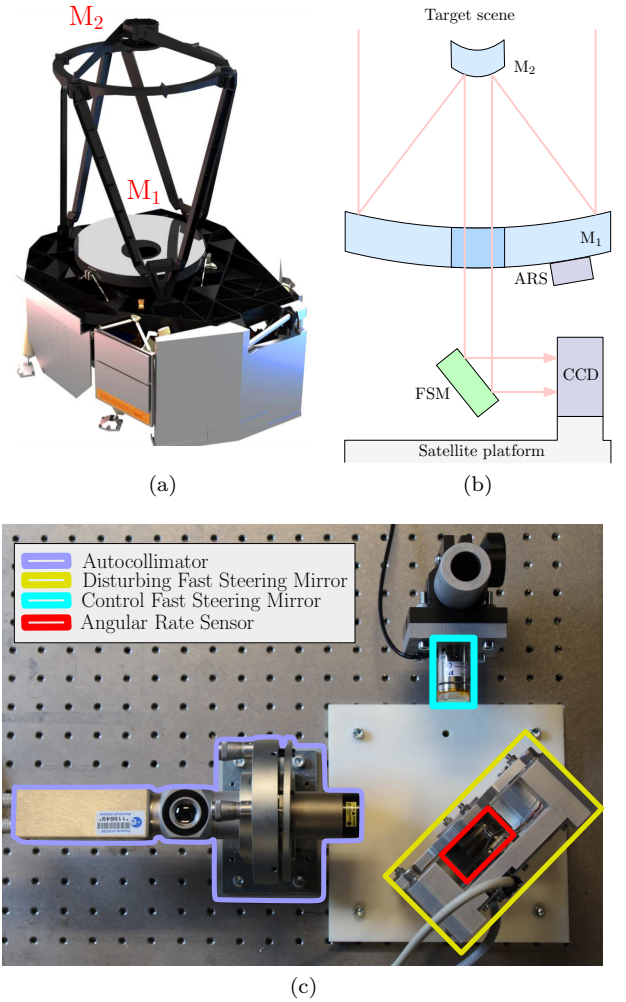 M₂
M₁
(a)
Target scene
M₂
M₁
ARS
FSM
CCD
Satellite platform
(b)
Autocollimator
Disturbing Fast Steering Mirror
Control Fast Steering Mirror
Angular Rate Sensor
"119649"
(c)